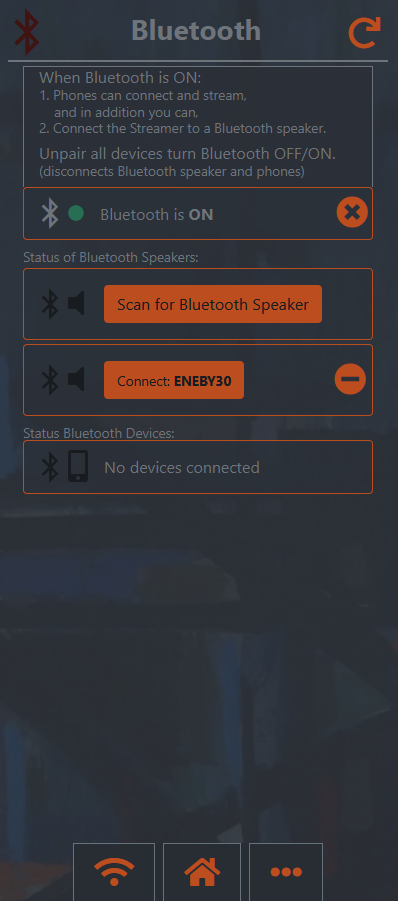 Bluetooth
When Bluetooth is ON:
1. Phones can connect and stream,
and in addition you can,
2. Connect the Streamer to a Bluetooth speaker.
Unpair all devices turn Bluetooth OFF/ON.
(disconnects Bluetooth speaker and phones)
Bluetooth is ON
Status of Bluetooth Speakers:
Scan for Bluetooth Speaker
Connect: ENEBY30
Status Bluetooth Devices:
No devices connected